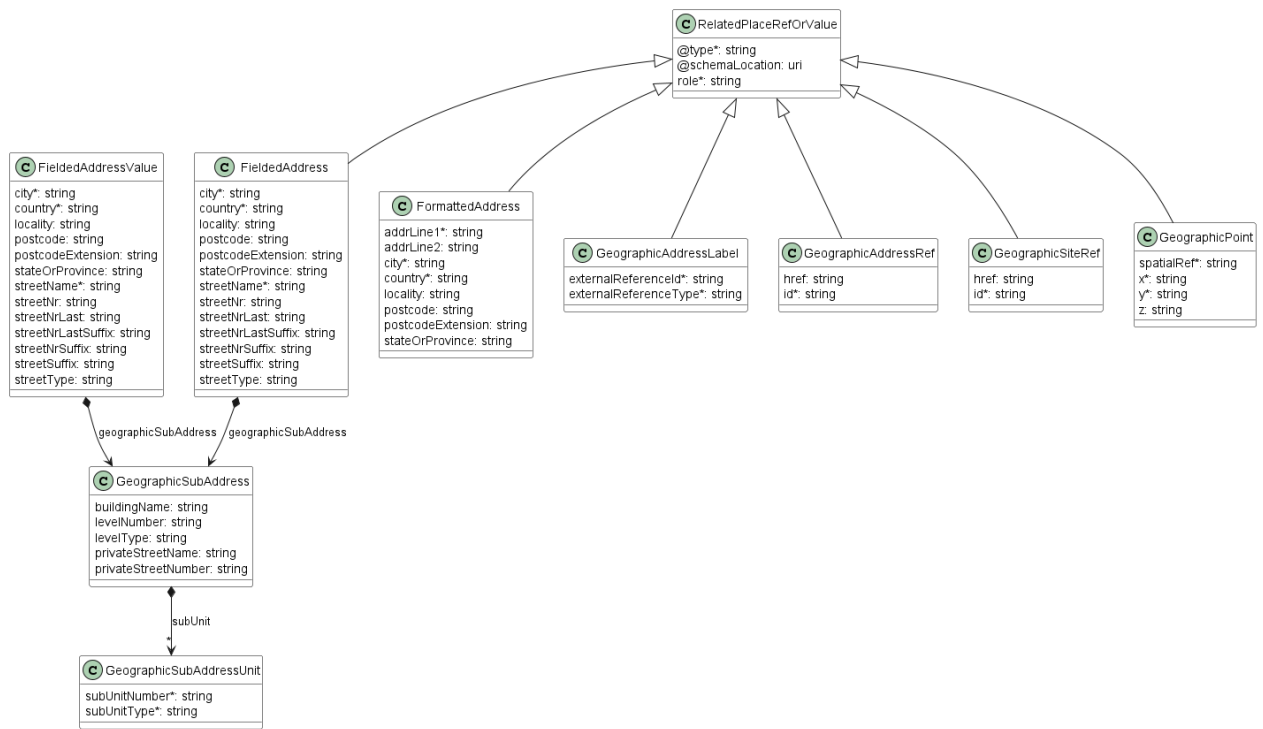 C RelatedPlaceRefOrValue
@type*: string
@schemaLocation: uri
role*: string
C FieldedAddressValue
city*: string
country*: string
locality: string
postcode: string
postcodeExtension: string
stateOrProvince: string
streetName*: string
streetNr: string
streetNrLast: string
streetNrLastSuffix: string
streetNrSuffix: string
streetSuffix: string
streetType: string
C FieldedAddress
city*: string
country*: string
locality: string
postcode: string
postcodeExtension: string
stateOrProvince: string
streetName*: string
streetNr: string
streetNrLast: string
streetNrLastSuffix: string
streetNrSuffix: string
streetSuffix: string
streetType: string
C FormattedAddress
addrLine1*: string
addrLine2: string
city*: string
country*: string
locality: string
postcode: string
postcodeExtension: string
stateOrProvince: string
C GeographicAddressLabel
externalReferenceId*: string
externalReferenceType*: string
C GeographicAddressRef
href: string
id*: string
C GeographicSiteRef
href: string
id*: string
C GeographicPoint
spatialRef*: string
x*: string
y*: string
z: string
geographicSubAddress
geographicSubAddress
C GeographicSubAddress
buildingName: string
levelNumber: string
levelType: string
privateStreetName: string
privateStreetNumber: string
subUnit
*
C GeographicSubAddressUnit
subUnitNumber*: string
subUnitType*: string